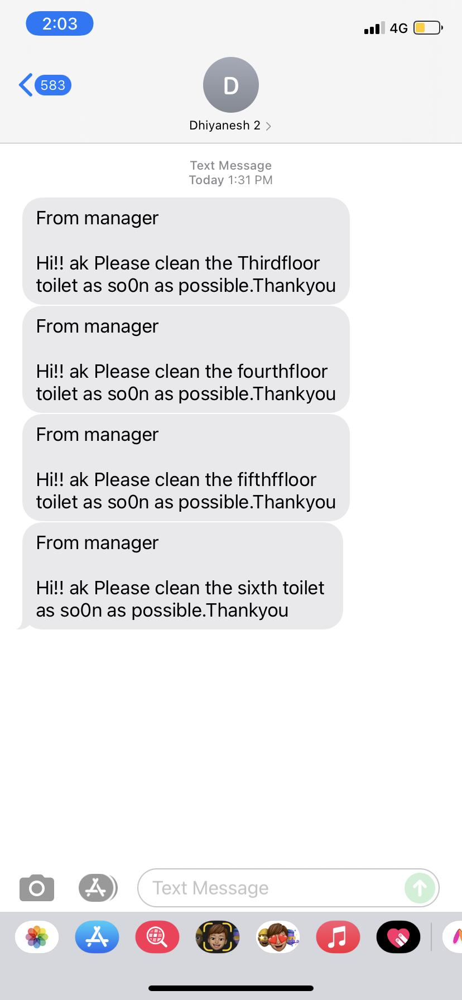 2:03
4G
583
D
Dhiyanesh 2
Text Message
Today 1:31 PM
From manager
Hi!! ak Please clean the Thirdfloor
toilet as so0n as possible.Thankyou
From manager
Hi!! ak Please clean the fourthfloor
toilet as so0n as possible.Thankyou
From manager
Hi!! ak Please clean the fifthffloor
toilet as so0n as possible.Thankyou
From manager
Hi!! ak Please clean the sixth toilet
as so0n as possible.Thankyou
Text Message